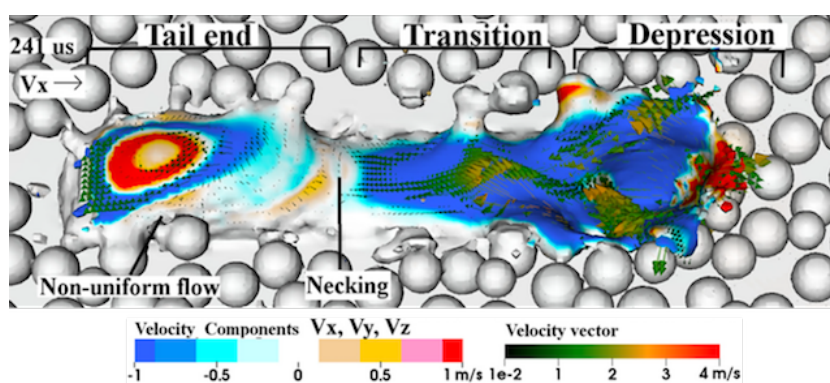 Tail end Transition Depression
241 us
Vx →
Non-uniform flow Necking
Velocity Components Vx, Vy, Vz Velocity vector
-1 -0.5 0 0.5 1 m/s 1e-2 1 2 3 4 m/s